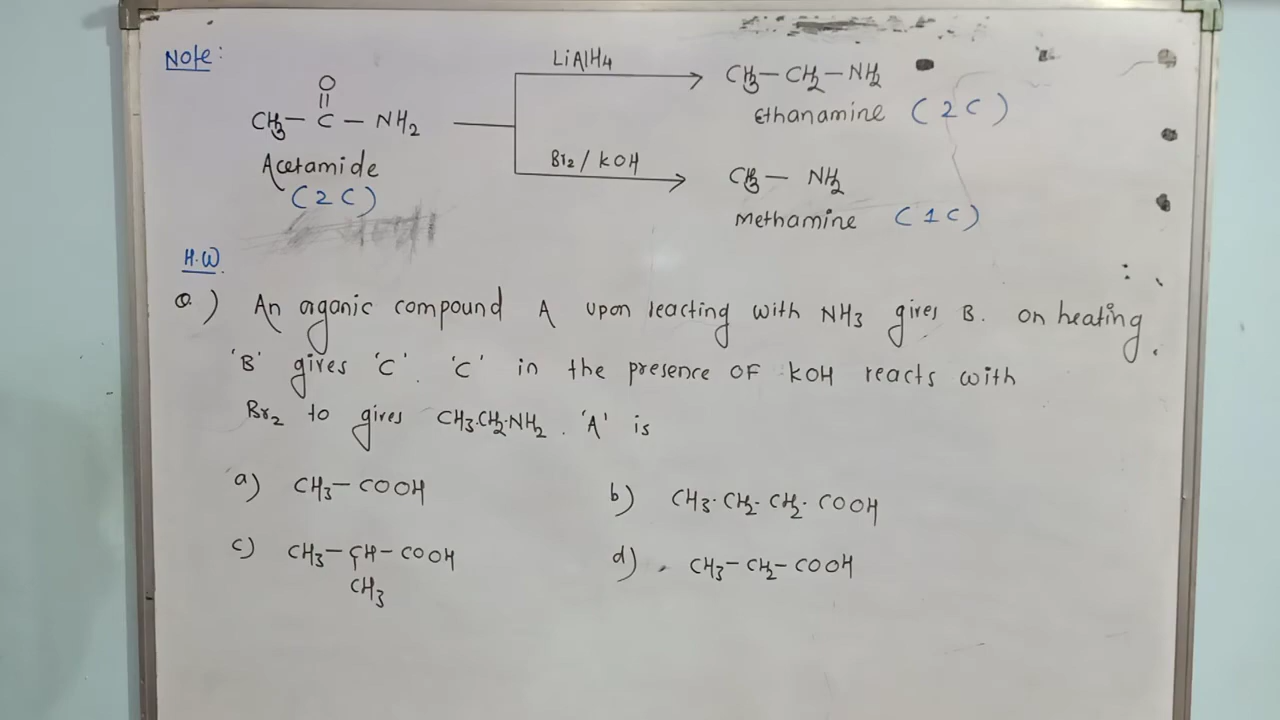 Note:
LiAlH4
CH3-CH2-NH2
O
||
CH3-C-NH2
Ethanamine (2C)
Acetamide
(2C)
Br2/KOH
CH3-NH2
Methamine (1C)
H.W.
Q) An organic compound A upon reacting with NH3 gives B. on heating
'B' gives 'C'. 'C' in the presence OF KOH reacts with
Br2 to gives CH3.CH2.NH2. 'A' is
a) CH3-COOH
b) CH3.CH2.CH2.COOH
c) CH3-CH-COOH
CH3
d) CH3-CH2-COOH